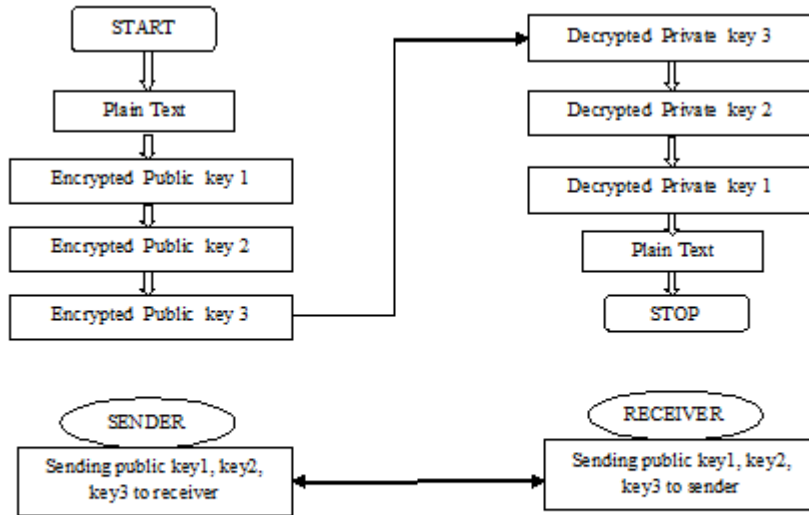 START
Plain Text
Encrypted Public key 1
Encrypted Public key 2
Encrypted Public key 3
Decrypted Private key 3
Decrypted Private key 2
Decrypted Private key 1
Plain Text
STOP
SENDER
Sending public key1, key2,
key3 to receiver
RECEIVER
Sending public key1, key2,
key3 to sender